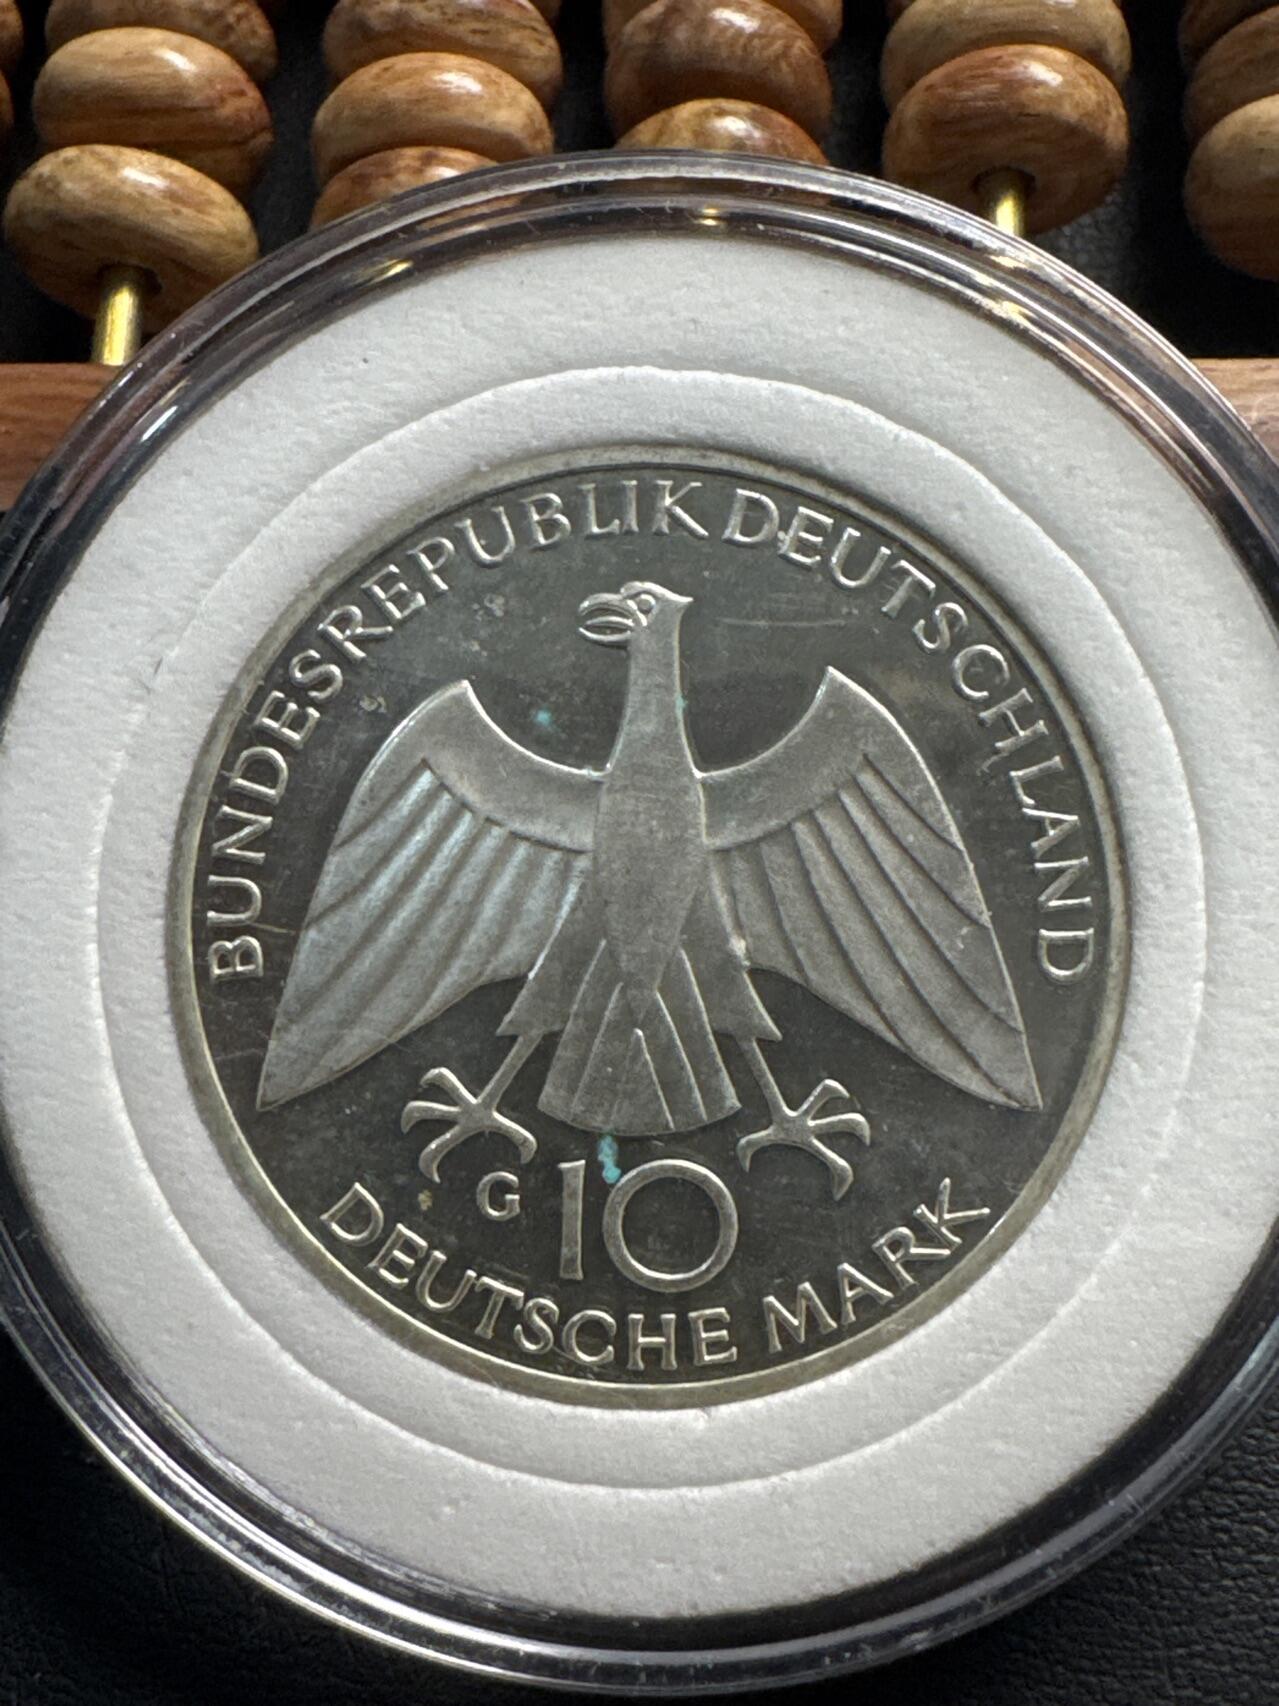 BUNDESREPUBLIK DEUTSCHLAND
G 10
DEUTSCHE MARK